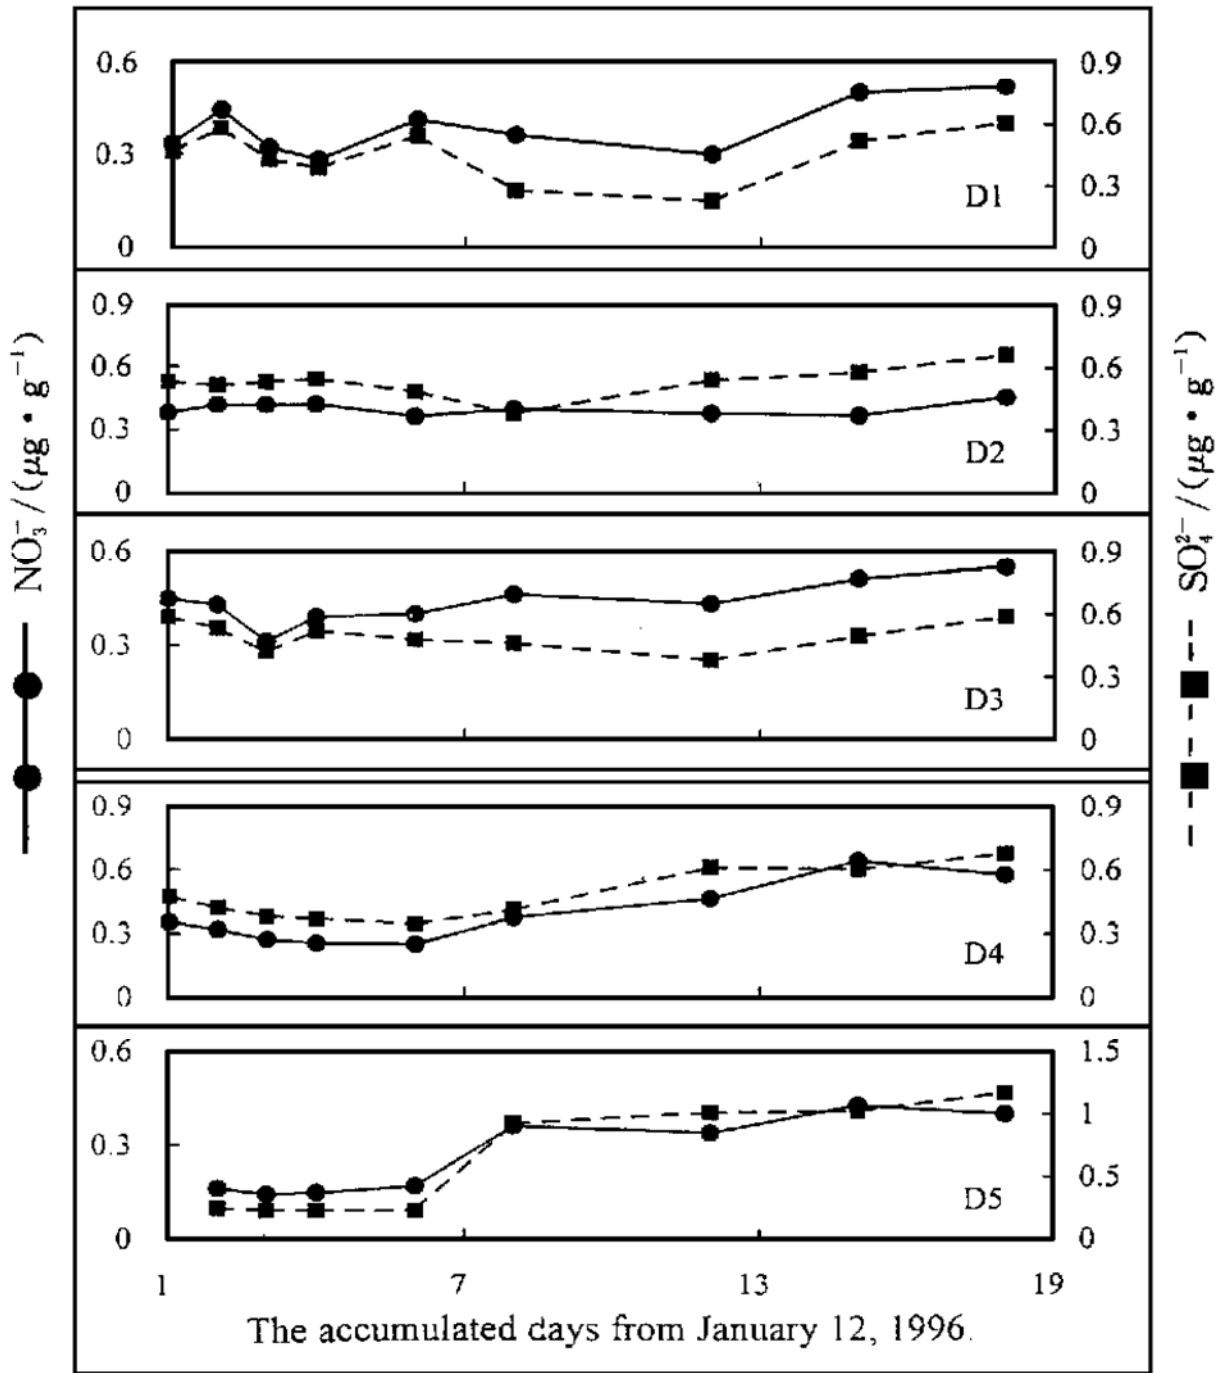 NO₃⁻/(μg·g⁻¹)
SO₄²⁻/(μg·g⁻¹)
0.6 0.9
0.6
0.3
0.3
D1
0 0
0.9 0.9
0.6 0.6
0.3 0.3
D2
0 0
0.6 0.9
0.6
0.3
0.3
D3
0 0
0.9 0.9
0.6 0.6
0.3 0.3
D4
0 0
0.6 1.5
1
0.3
0.5
D5
0 0
1 7 13 19
The accumulated days from January 12, 1996.